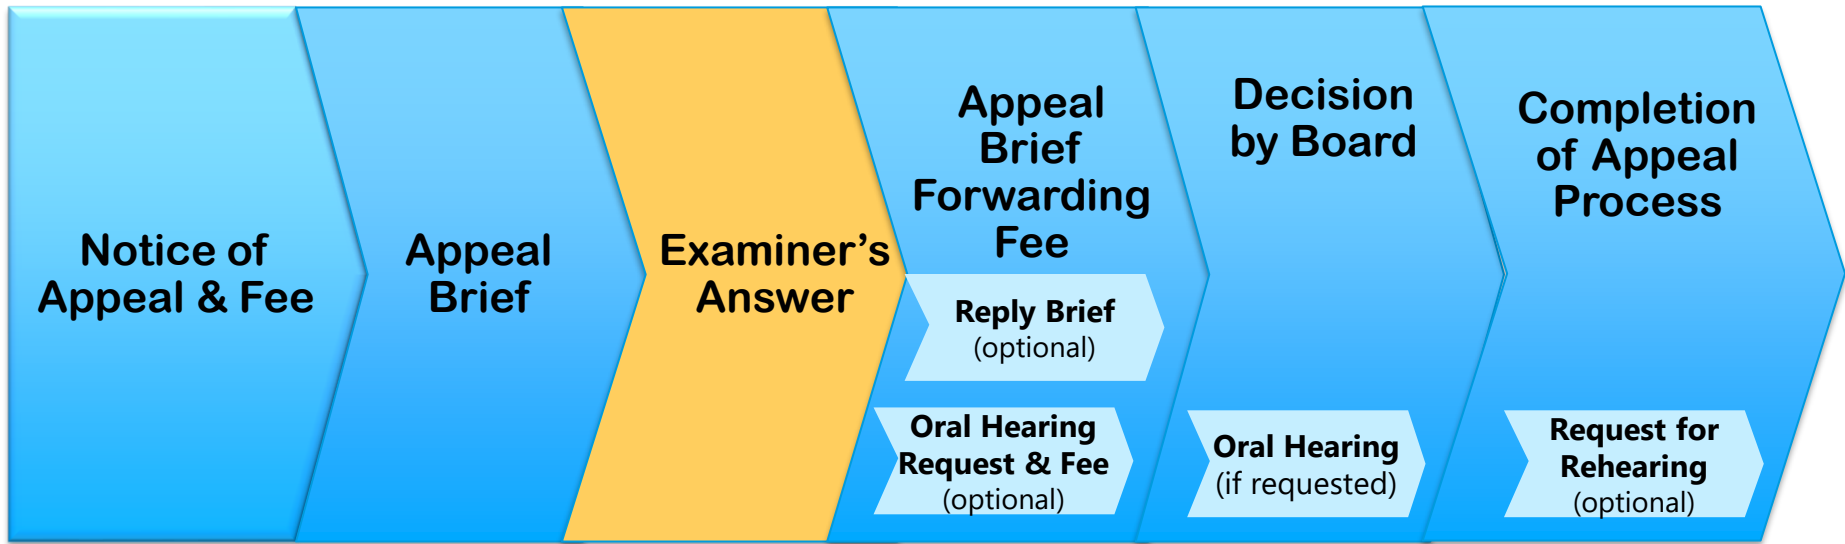 Notice of
Appeal & Fee
Appeal
Brief
Examiner’s
Answer
Appeal
Brief
Forwarding
Fee
Reply Brief
(optional)
Oral Hearing
Request & Fee
(optional)
Decision
by Board
Oral Hearing
(if requested)
Completion
of Appeal
Process
Request for
Rehearing
(optional)